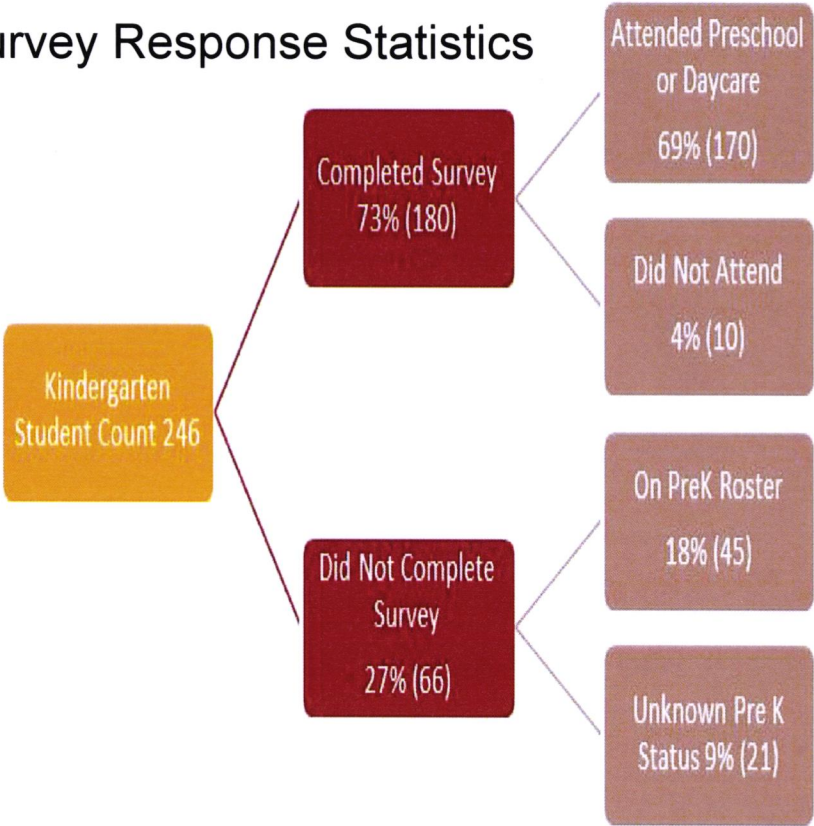 urvey Response Statistics
Attended Preschool
or Daycare
69% (170)
Completed Survey
73% (180)
Did Not Attend
4% (10)
Kindergarten
Student Count 246
On PreK Roster
18% (45)
Did Not Complete
Survey
27% (66)
Unknown Pre K
Status 9% (21)